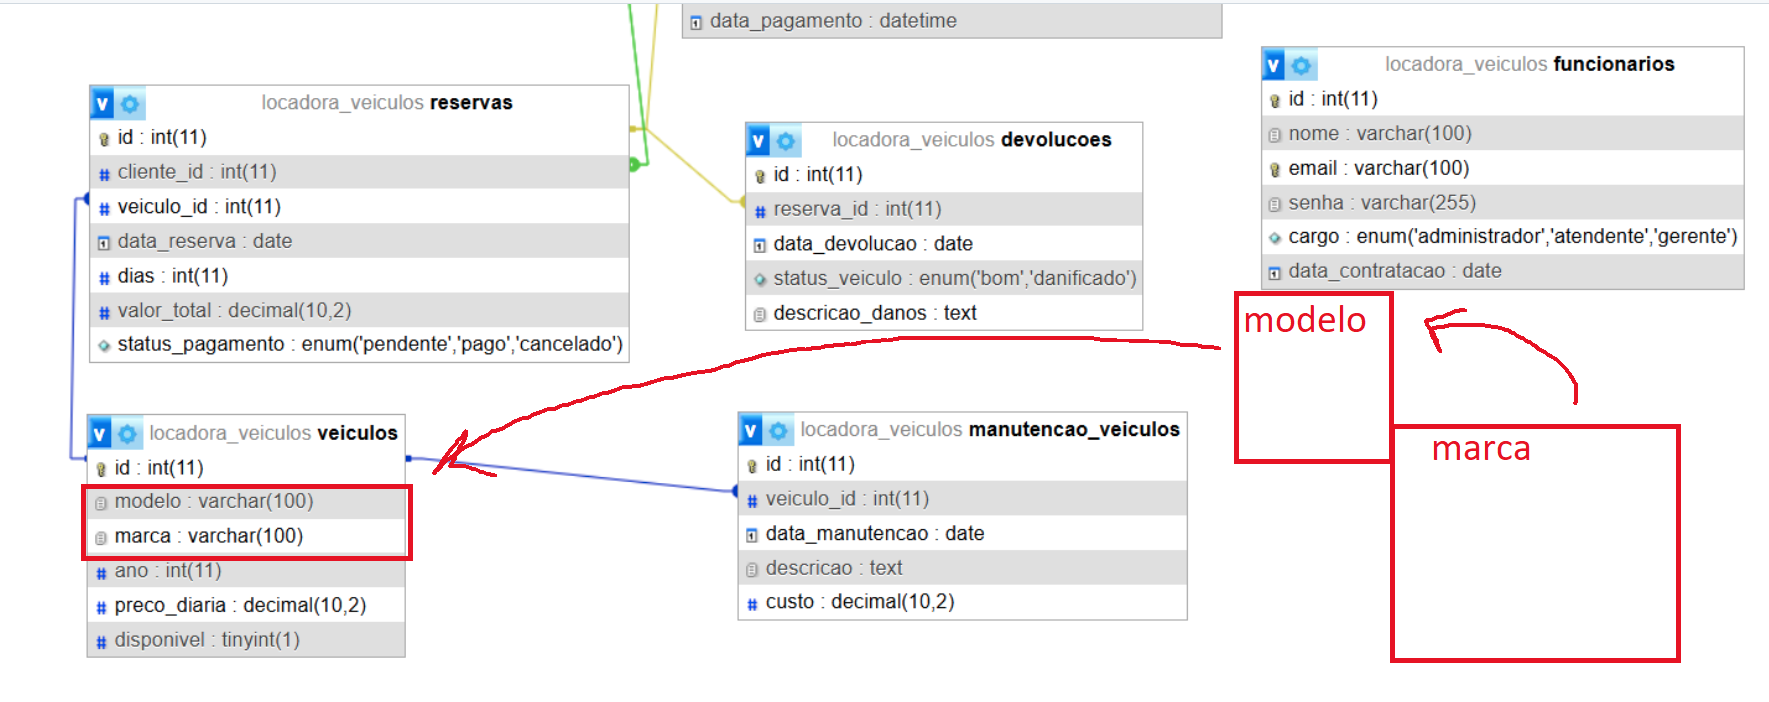 data_pagamento : datetime
locadora_veiculos reservas
id : int(11)
cliente_id : int(11)
veiculo_id : int(11)
data_reserva : date
dias : int(11)
valor_total : decimal(10,2)
status_pagamento : enum('pendente','pago','cancelado')
locadora_veiculos devolucoes
id : int(11)
reserva_id : int(11)
data_devolucao : date
status_veiculo : enum('bom','danificado')
descricao_danos : text
locadora_veiculos funcionarios
id : int(11)
nome : varchar(100)
email : varchar(100)
senha : varchar(255)
cargo : enum('administrador','atendente','gerente')
data_contratacao : date
modelo
marca
locadora_veiculos veiculos
id : int(11)
modelo : varchar(100)
marca : varchar(100)
ano : int(11)
preco_diaria : decimal(10,2)
disponivel : tinyint(1)
locadora_veiculos manutencao_veiculos
id : int(11)
veiculo_id : int(11)
data_manutencao : date
descricao : text
custo : decimal(10,2)